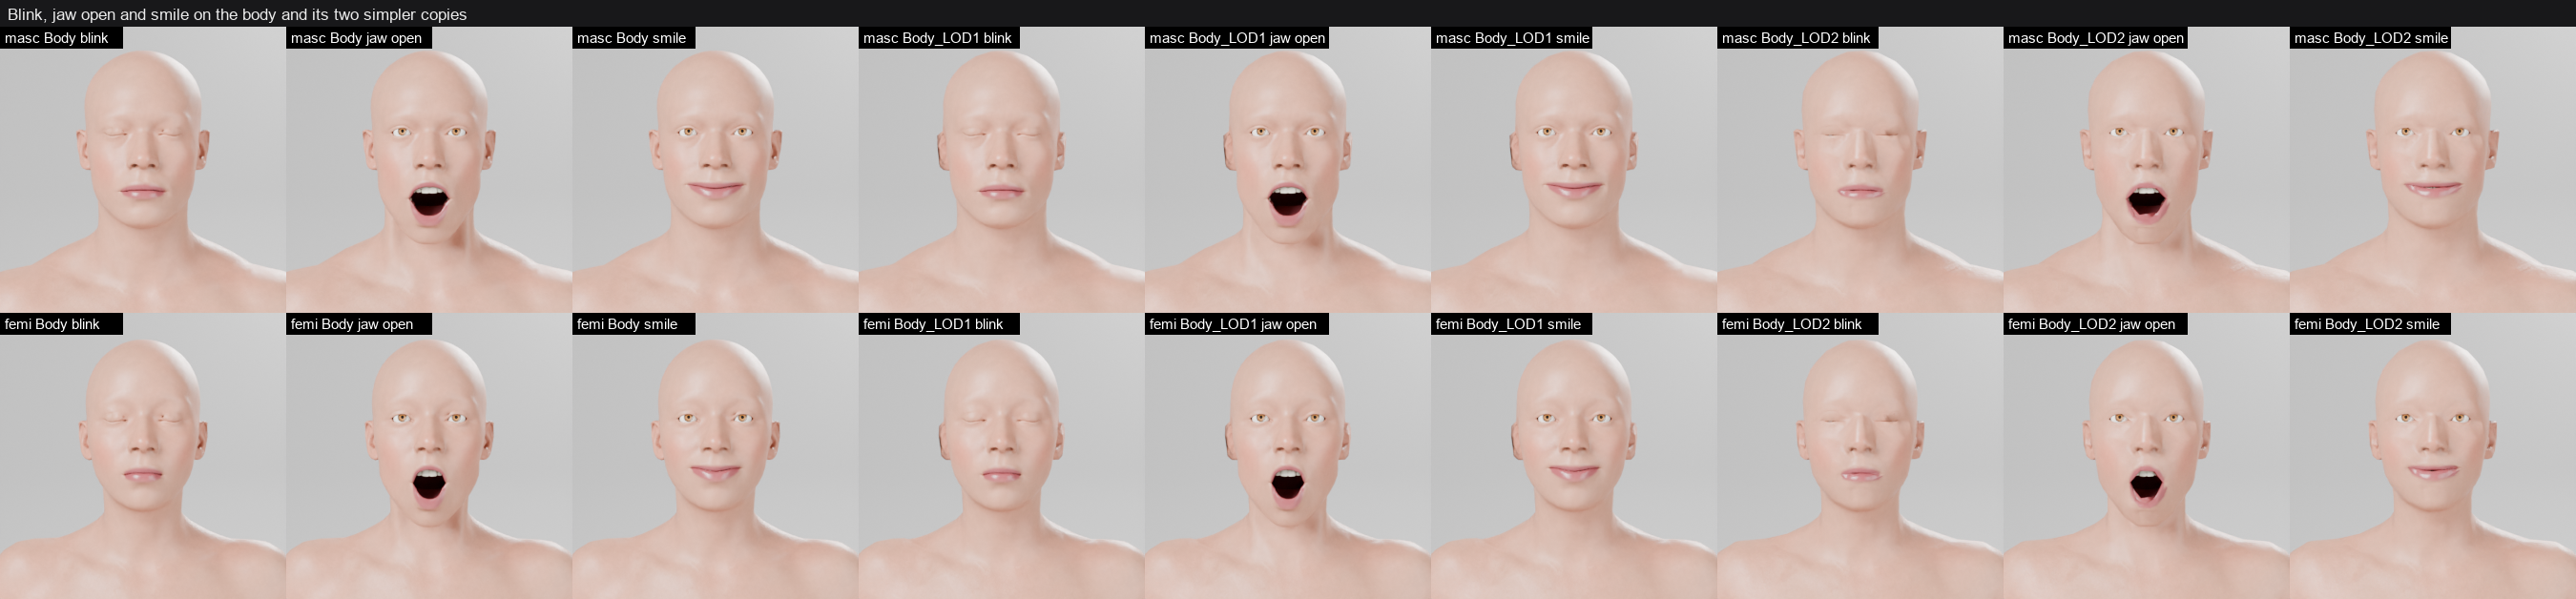 Blink, jaw open and smile on the body and its two simpler copies
masc Body blink
masc Body jaw open
masc Body smile
masc Body_LOD1 blink
masc Body_LOD1 jaw open
masc Body_LOD1 smile
masc Body_LOD2 blink
masc Body_LOD2 jaw open
masc Body_LOD2 smile
femi Body blink
femi Body jaw open
femi Body smile
femi Body_LOD1 blink
femi Body_LOD1 jaw open
femi Body_LOD1 smile
femi Body_LOD2 blink
femi Body_LOD2 jaw open
femi Body_LOD2 smile